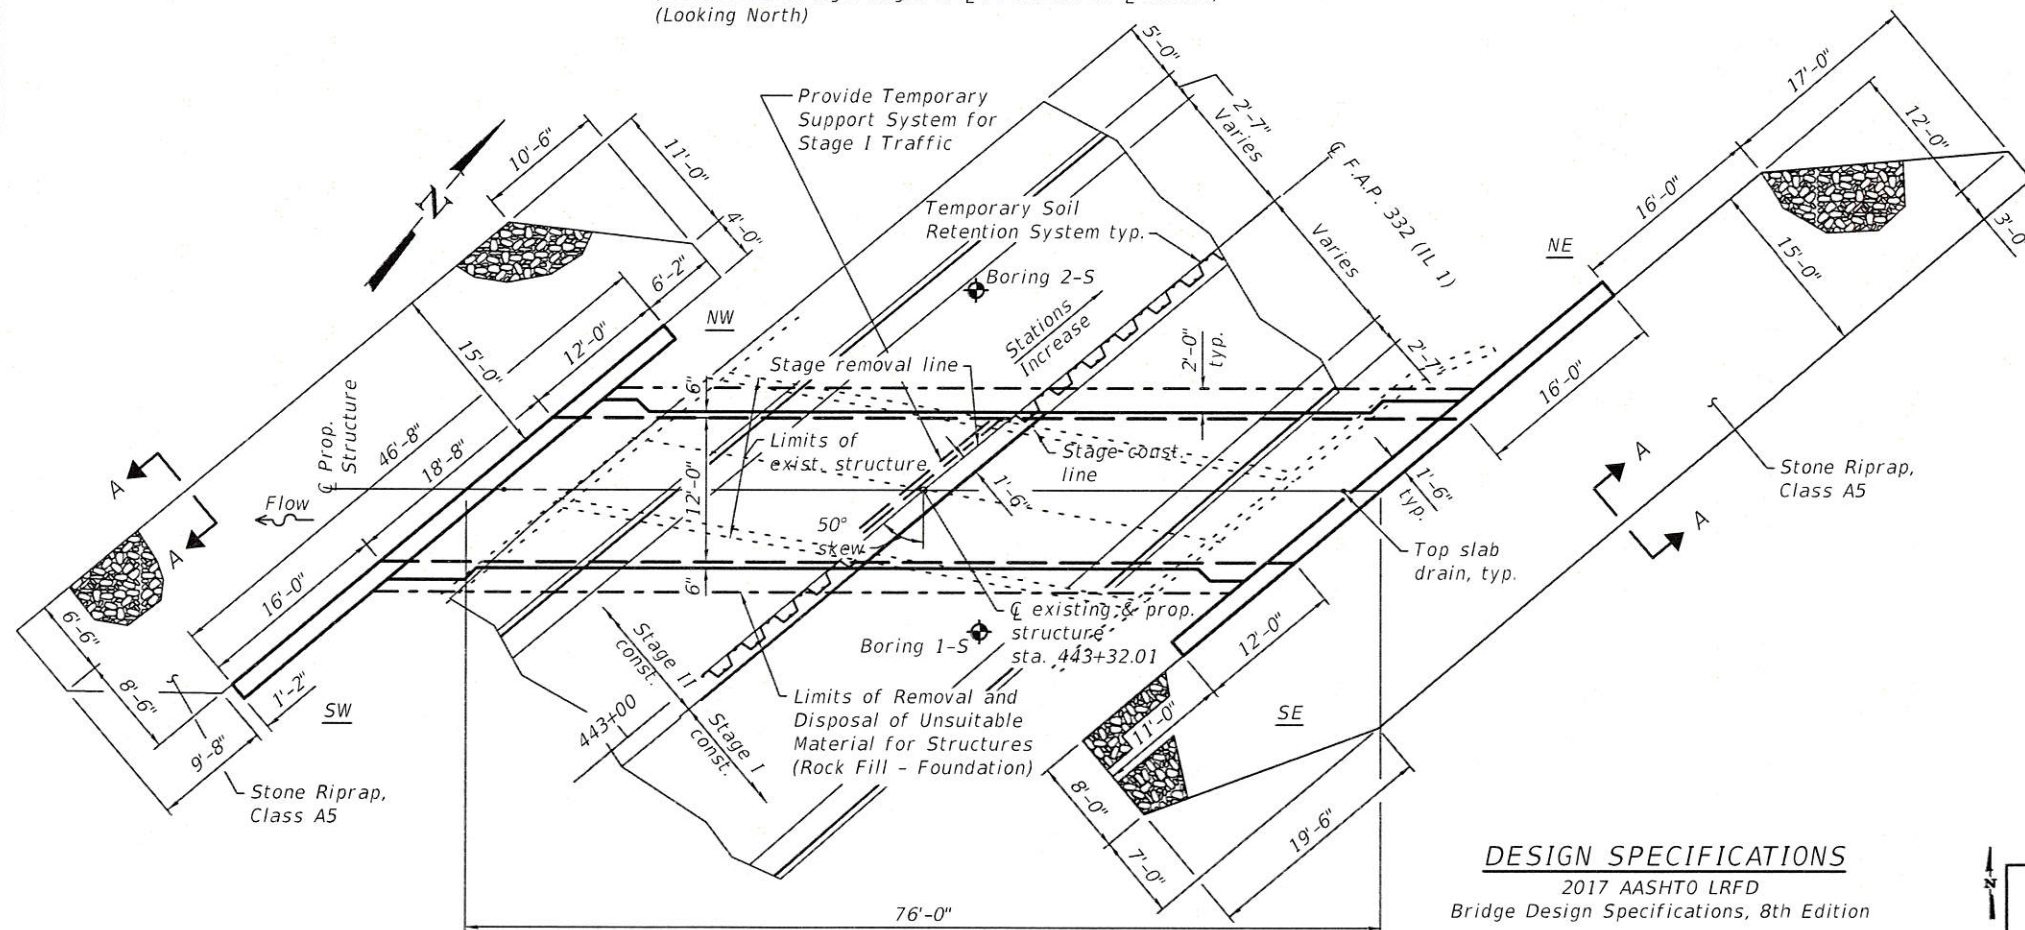 (Looking North)
5'-0"
2'-7"
Varies
17'-0"
12'-0"
3'-0
Provide Temporary
Support System for
Stage I Traffic
10'-6"
11'-0"
4'-0"
6'-2"
Z
℄ F.A.P. 332 (IL 1)
Varies
16'-0"
15'-0"
NE
Temporary Soil
Retention System typ.
Boring 2-S
NW
Stations
Increase
2'-0"
typ.
2'-7"
16'-0"
12'-0"
15'-0"
Stage removal line
6"
℄ Prop.
Structure
46'-8"
18'-8"
Limits of
exist. structure
Stage const.
line
12'-0"
1'-6"
1'-6"
typ.
Stone Riprap,
Class A5
A
A
Flow
50°
skew
A
A
Top slab
drain, typ.
16'-0"
6"
6'-6"
8'-6"
9'-8"
1'-2"
SW
Stone Riprap,
Class A5
Stage II
const.
Stage I
const.
443+00
Boring 1-S
℄ existing & prop.
structure
sta. 443+32.01
12'-0"
11'-0"
SE
Limits of Removal and
Disposal of Unsuitable
Material for Structures
(Rock Fill - Foundation)
8'-0"
7'-0"
19'-6"
76'-0"
DESIGN SPECIFICATIONS
2017 AASHTO LRFD
Bridge Design Specifications, 8th Edition
N